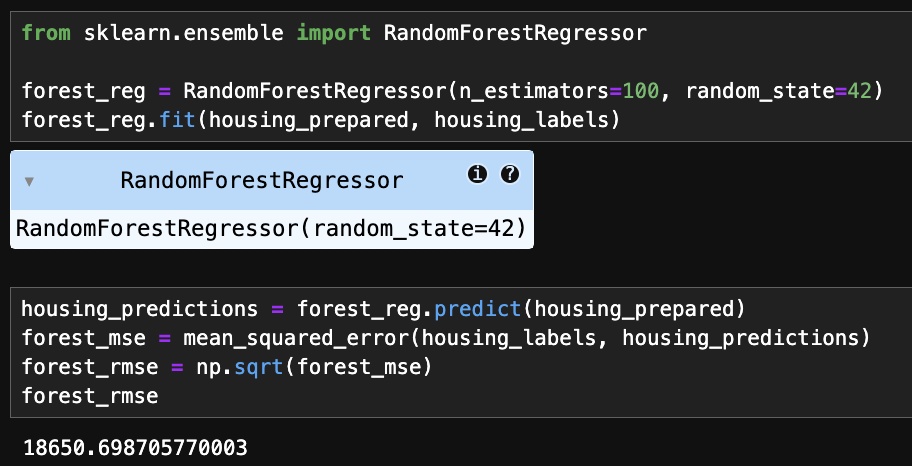 from sklearn.ensemble import RandomForestRegressor
forest_reg = RandomForestRegressor(n_estimators=100, random_state=42)
forest_reg.fit(housing_prepared, housing_labels)
▾ RandomForestRegressor i ?
RandomForestRegressor(random_state=42)
housing_predictions = forest_reg.predict(housing_prepared)
forest_mse = mean_squared_error(housing_labels, housing_predictions)
forest_rmse = np.sqrt(forest_mse)
forest_rmse
18650.698705770003